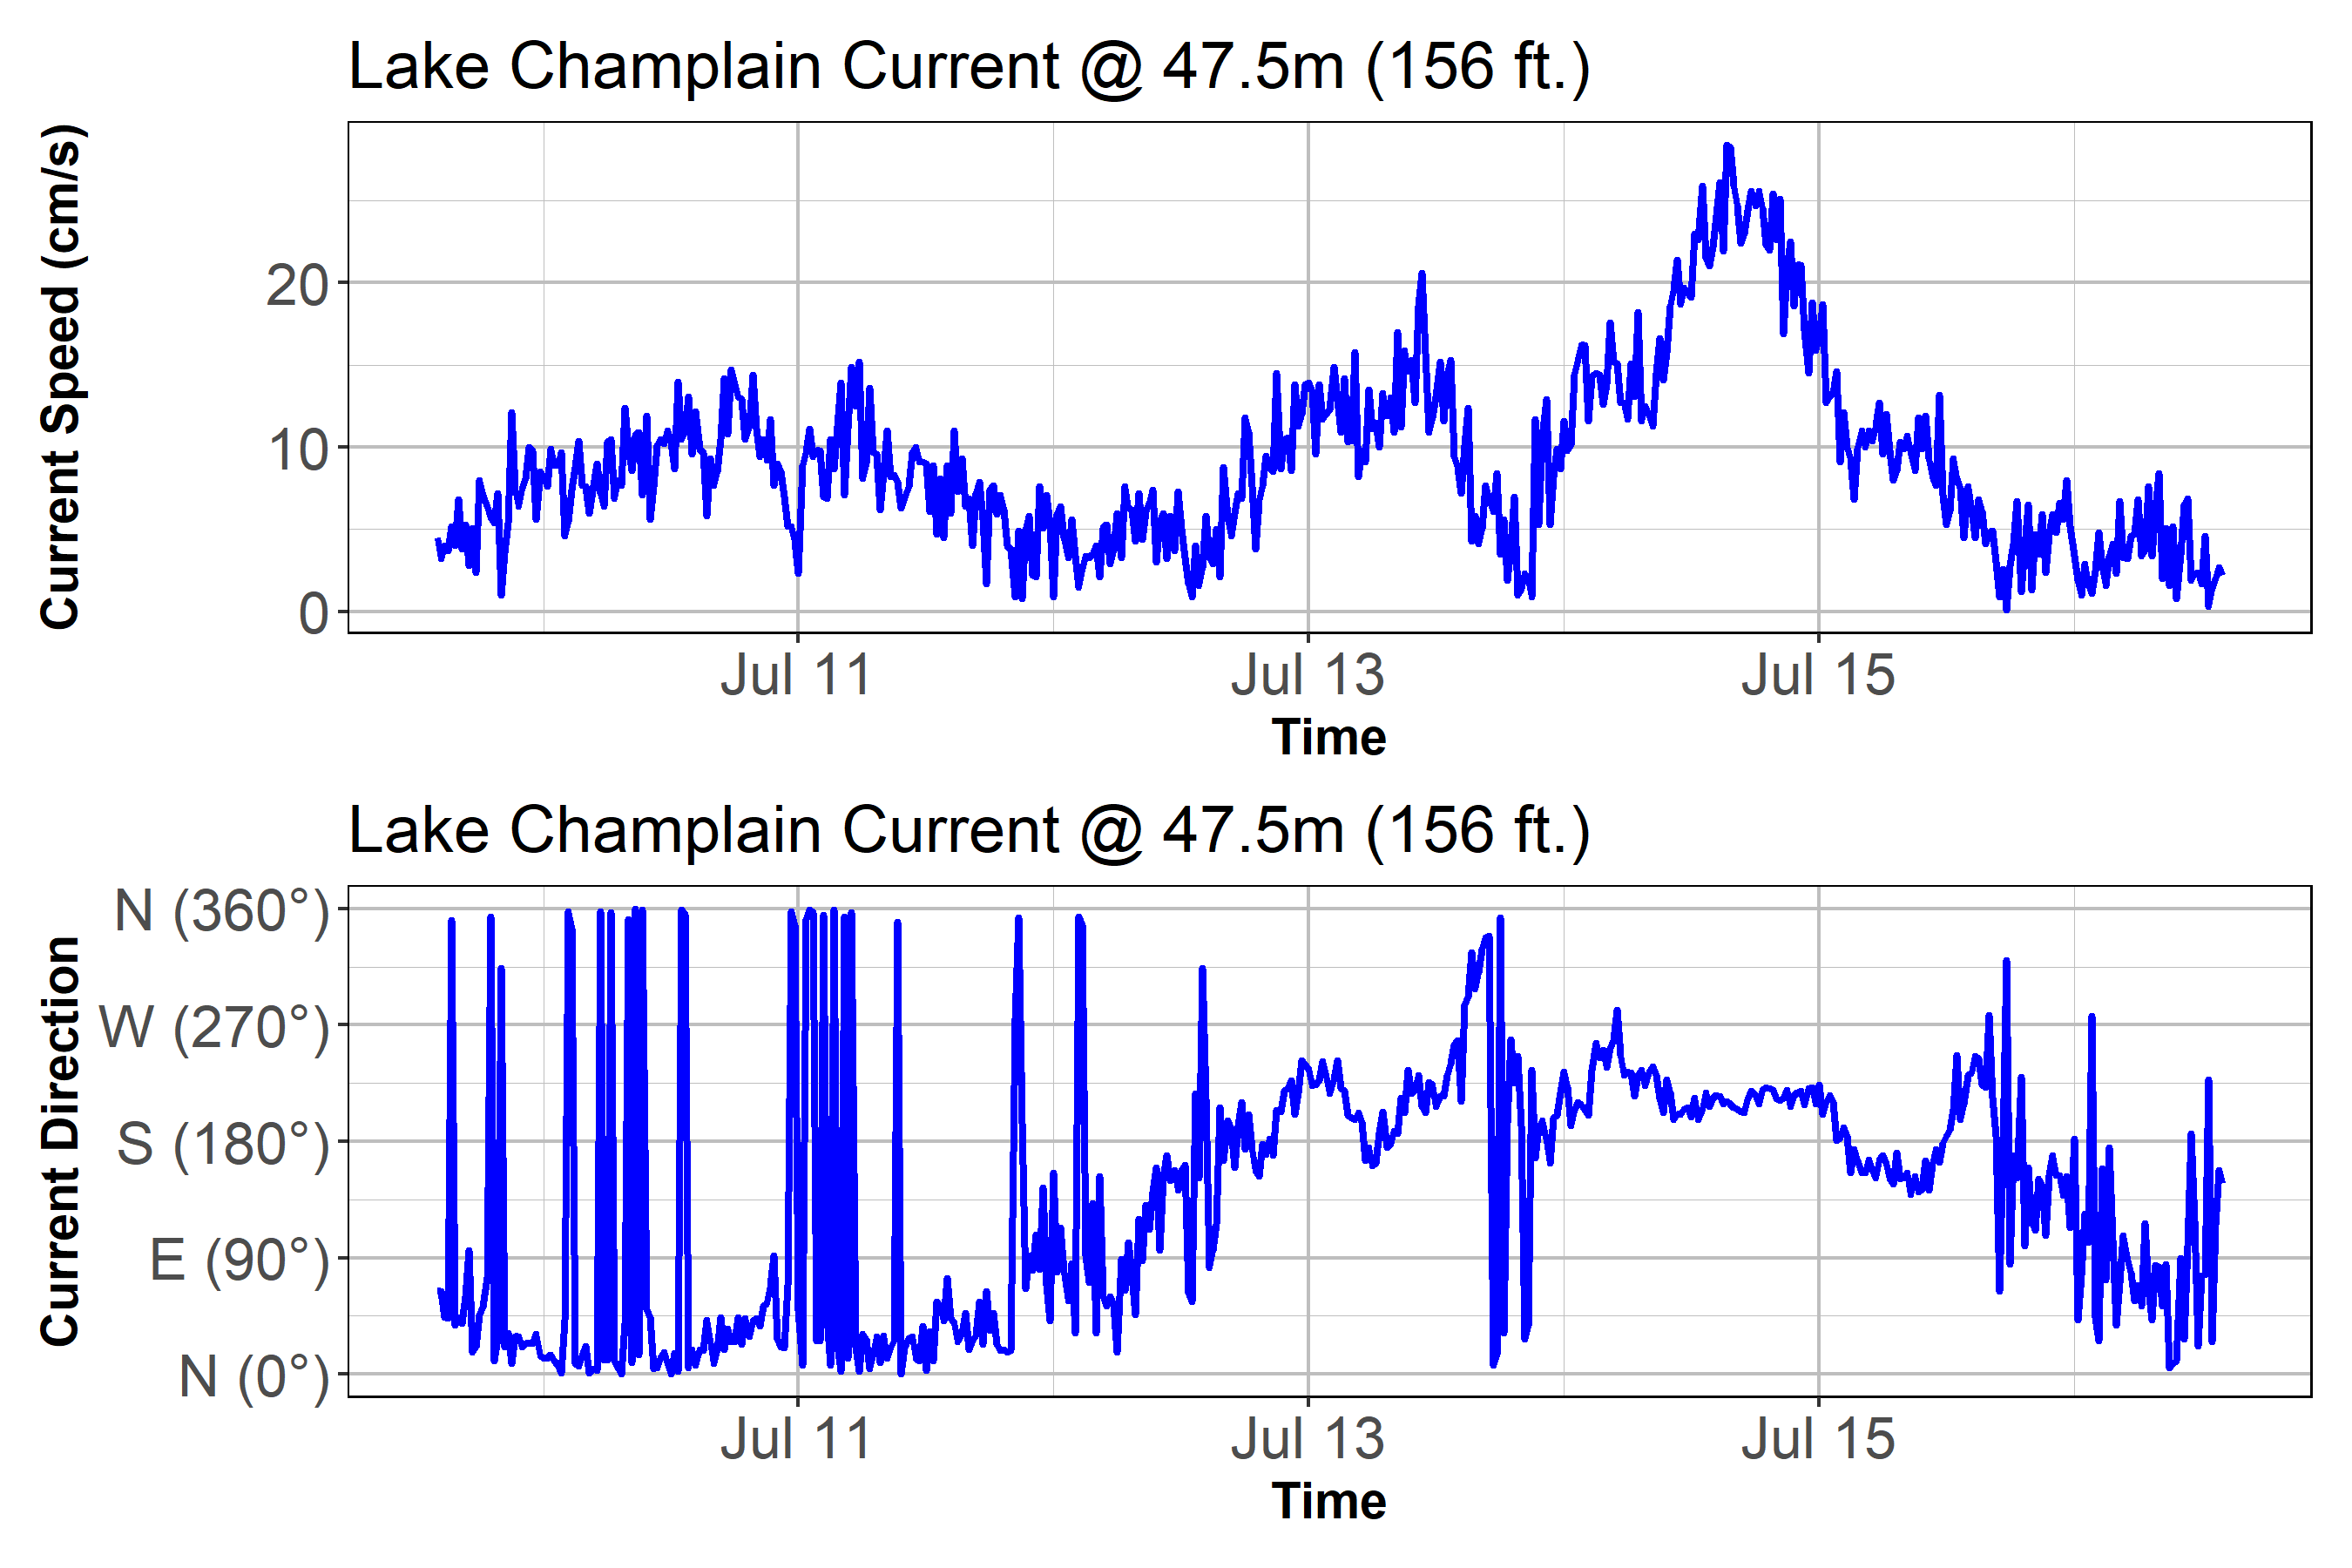 Lake Champlain Current @ 47.5m (156 ft.)
Current Speed (cm/s)
20
10
0
Jul 11 Jul 13 Jul 15
Time
Lake Champlain Current @ 47.5m (156 ft.)
Current Direction
N (360°)
W (270°)
S (180°)
E (90°)
N (0°)
Jul 11 Jul 13 Jul 15
Time